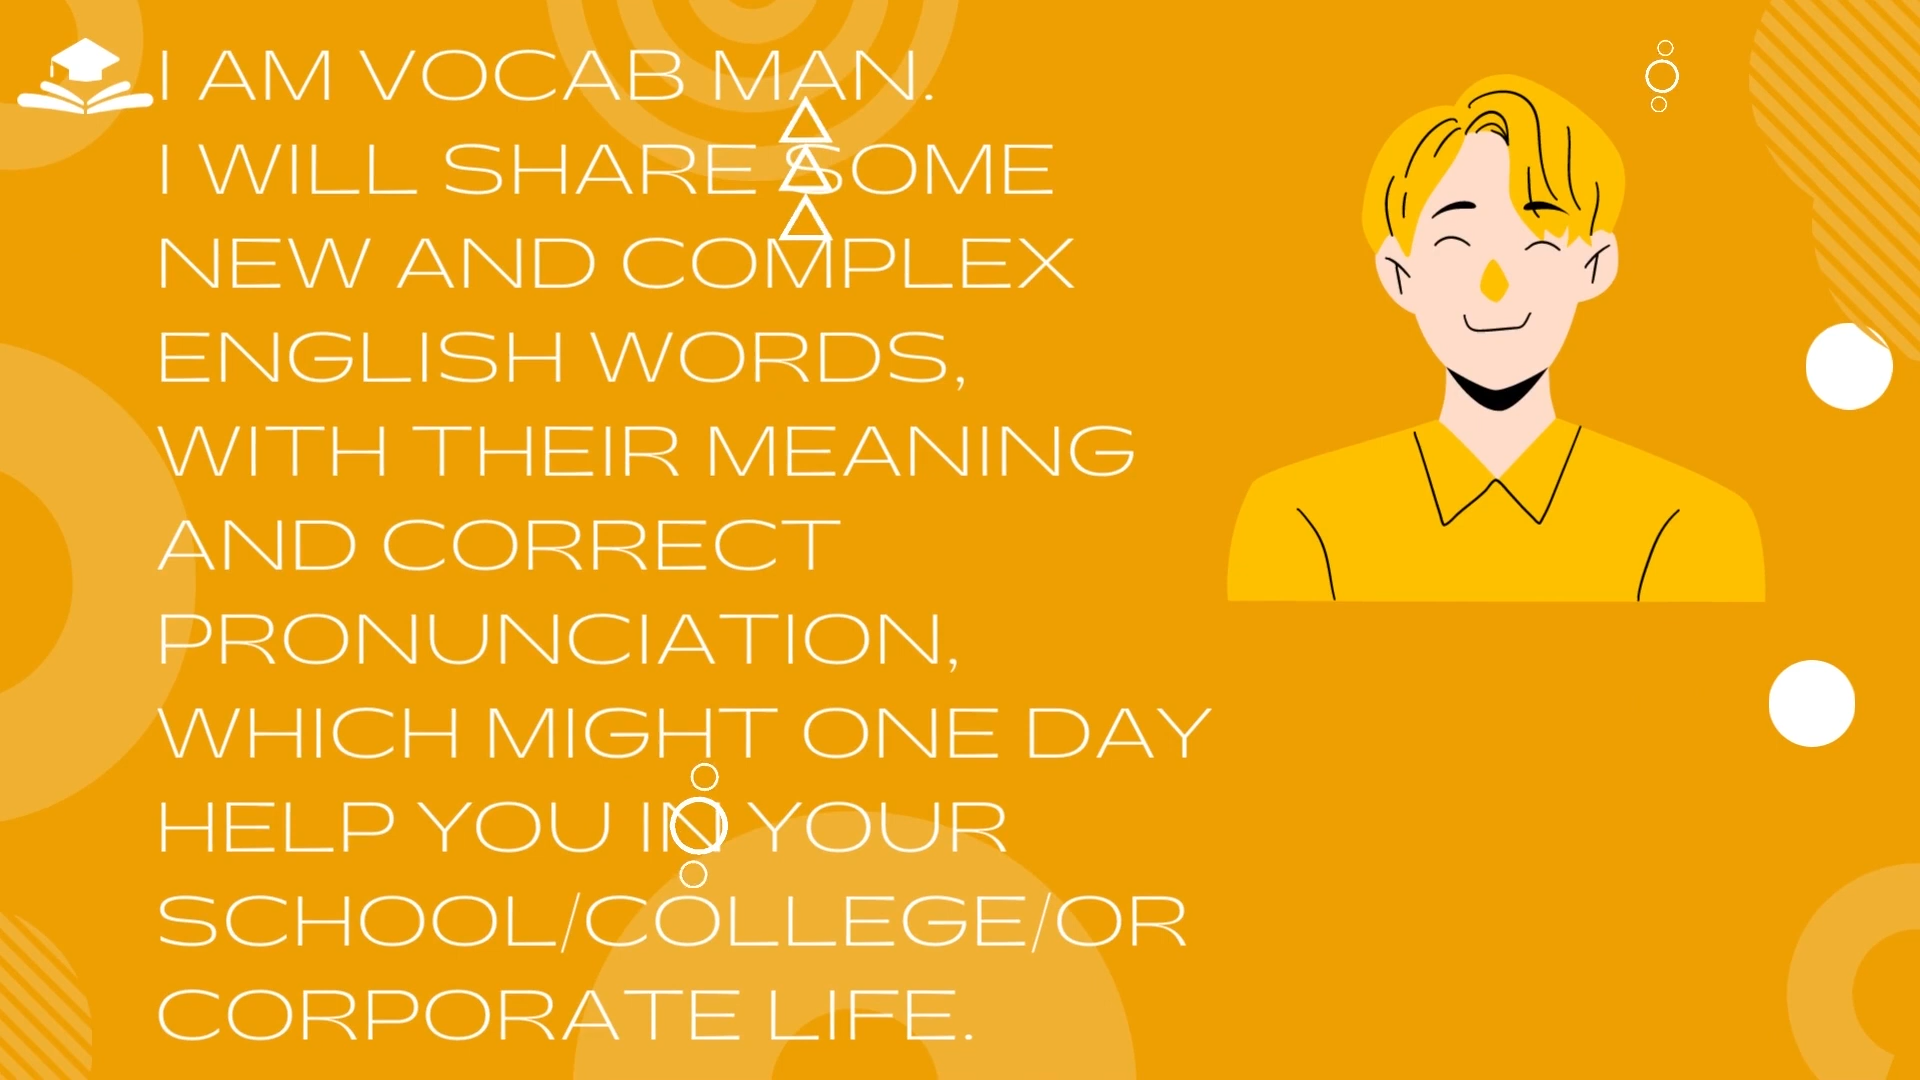 I AM VOCAB MAN.
I WILL SHARE SOME
NEW AND COMPLEX
ENGLISH WORDS,
WITH THEIR MEANING
AND CORRECT
PRONUNCIATION,
WHICH MIGHT ONE DAY
HELP YOU IN YOUR
SCHOOL/COLLEGE/OR
CORPORATE LIFE.